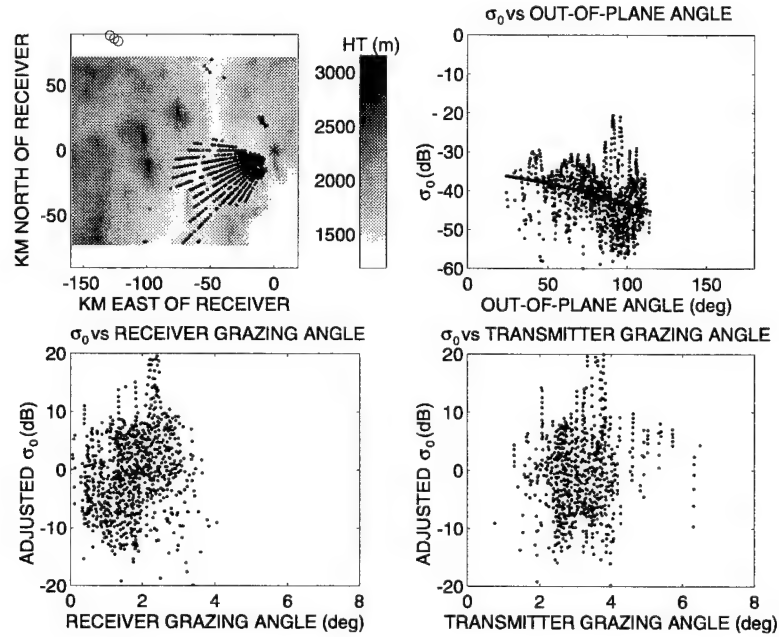 HT (m)
3000
2500
2000
1500
50
0
-50
KM NORTH OF RECEIVER
-150 -100 -50 0
KM EAST OF RECEIVER
σ₀ vs OUT-OF-PLANE ANGLE
0
-10
-20
-30
-40
-50
-60
σ₀ (dB)
0 50 100 150
OUT-OF-PLANE ANGLE (deg)
σ₀ vs RECEIVER GRAZING ANGLE
20
10
0
-10
-20
ADJUSTED σ₀ (dB)
0 2 4 6 8
RECEIVER GRAZING ANGLE (deg)
σ₀ vs TRANSMITTER GRAZING ANGLE
20
10
0
-10
-20
ADJUSTED σ₀ (dB)
0 2 4 6 8
TRANSMITTER GRAZING ANGLE (deg)